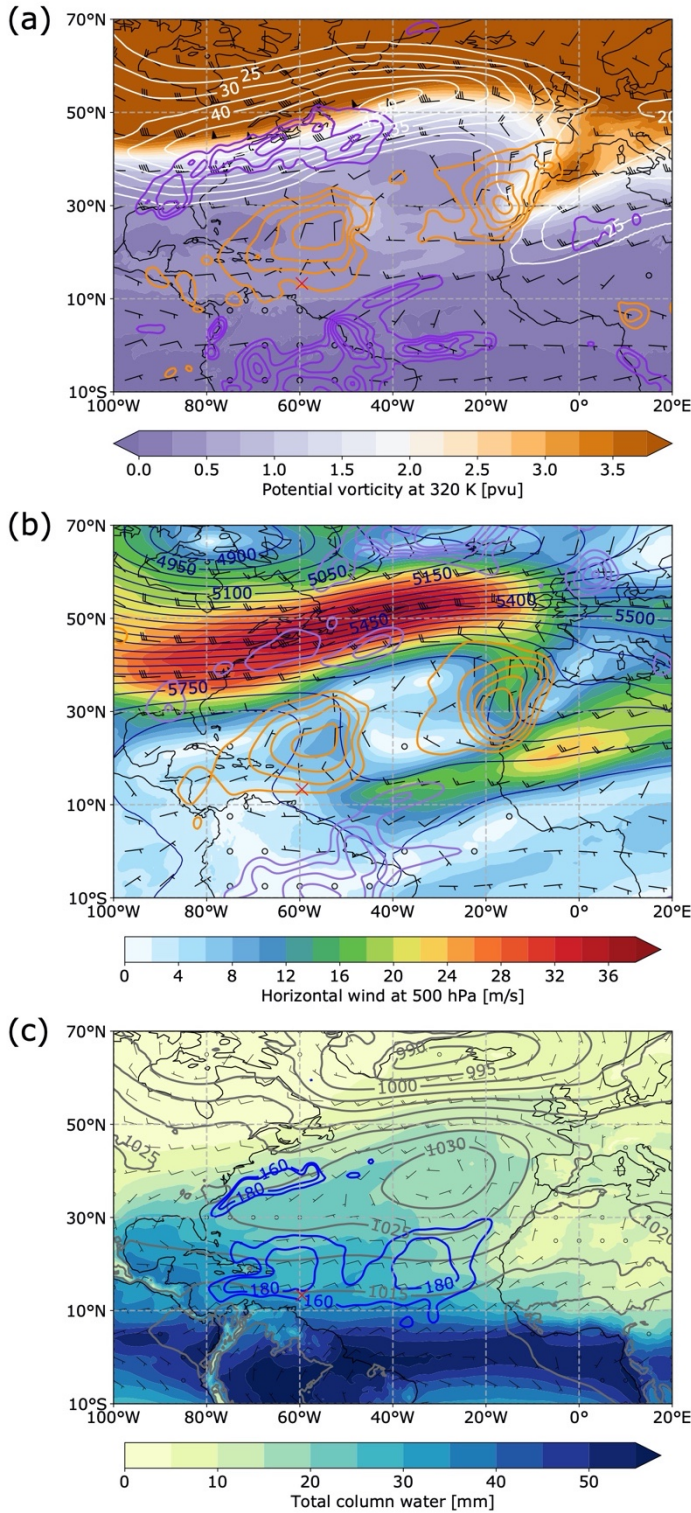 (a)
70°N
50°N
30°N
10°N
10°S
25
30
40
20
25
100°W 80°W 60°W 40°W 20°W 0° 20°E
0.0 0.5 1.0 1.5 2.0 2.5 3.0 3.5
Potential vorticity at 320 K [pvu]
(b)
70°N
50°N
30°N
10°N
10°S
4900
4950
5050
5150
5100
5400
5500
5450
5750
100°W 80°W 60°W 40°W 20°W 0° 20°E
0 4 8 12 16 20 24 28 32 36
Horizontal wind at 500 hPa [m/s]
(c)
70°N
50°N
30°N
10°N
10°S
990
995
1000
1025
1030
160
180
1025
1020
180
1015
180
160
100°W 80°W 60°W 40°W 20°W 0° 20°E
0 10 20 30 40 50
Total column water [mm]